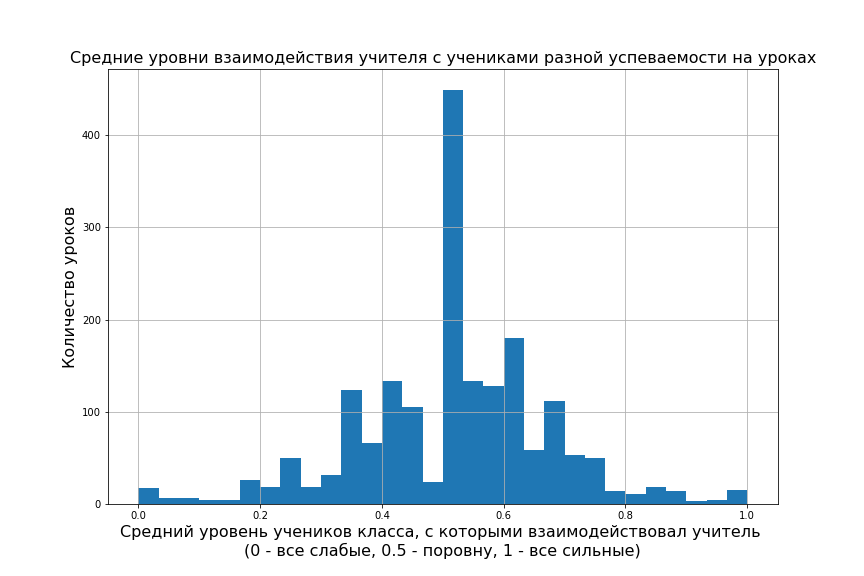 Средние уровни взаимодействия учителя с учениками разной успеваемости на уроках
Количество уроков
400
300
200
100
0
0.0 0.2 0.4 0.6 0.8 1.0
Средний уровень учеников класса, с которыми взаимодействовал учитель
(0 - все слабые, 0.5 - поровну, 1 - все сильные)